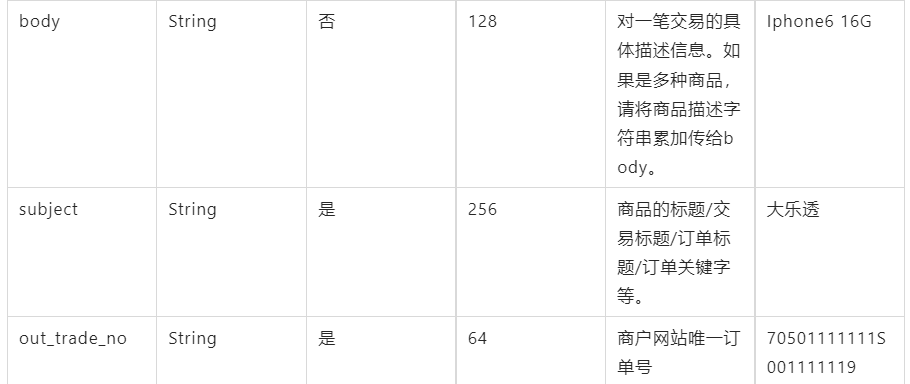 body String 否 128 对一笔交易的具 Iphone6 16G
体描述信息。如
果是多种商品，
请将商品描述字
符串累加传给b
ody。
subject String 是 256 商品的标题/交 大乐透
易标题/订单标
题/订单关键字
等。
out_trade_no String 是 64 商户网站唯一订 70501111111S
单号 001111119